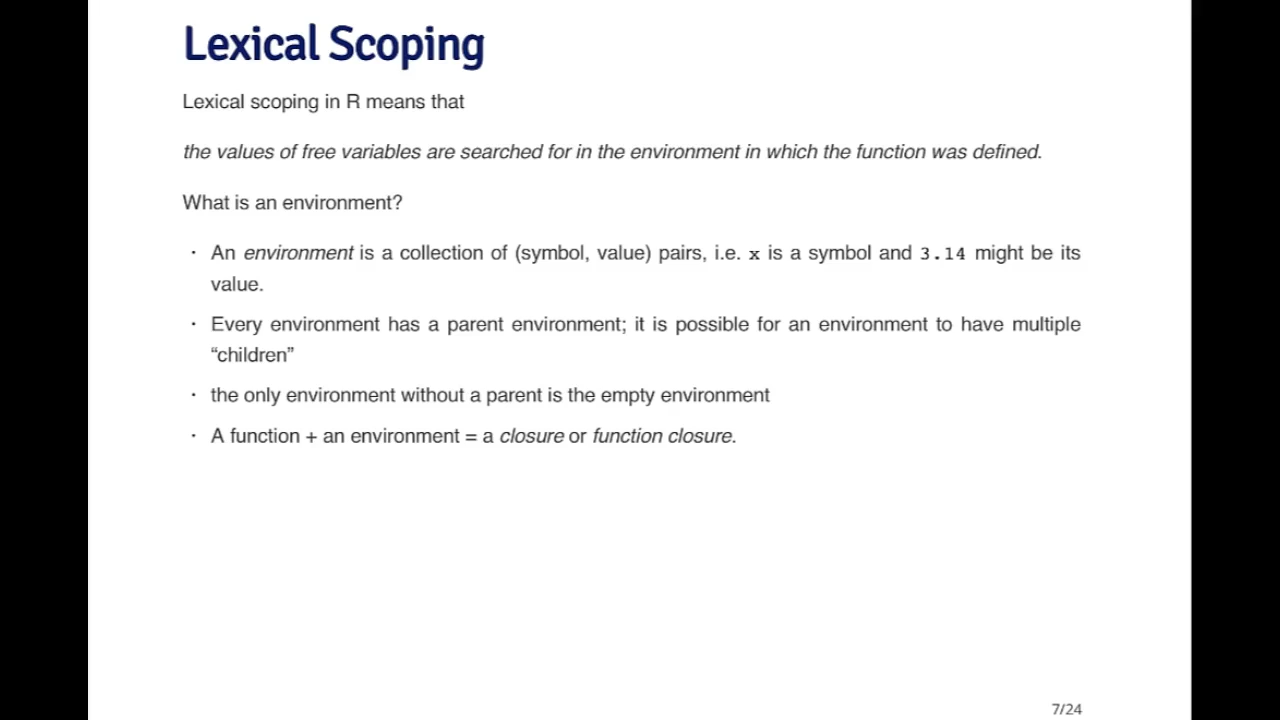 Lexical Scoping
Lexical scoping in R means that
the values of free variables are searched for in the environment in which the function was defined.
What is an environment?
· An environment is a collection of (symbol, value) pairs, i.e. x is a symbol and 3.14 might be its
value.
· Every environment has a parent environment; it is possible for an environment to have multiple
“children”
· the only environment without a parent is the empty environment
· A function + an environment = a closure or function closure.
7/24